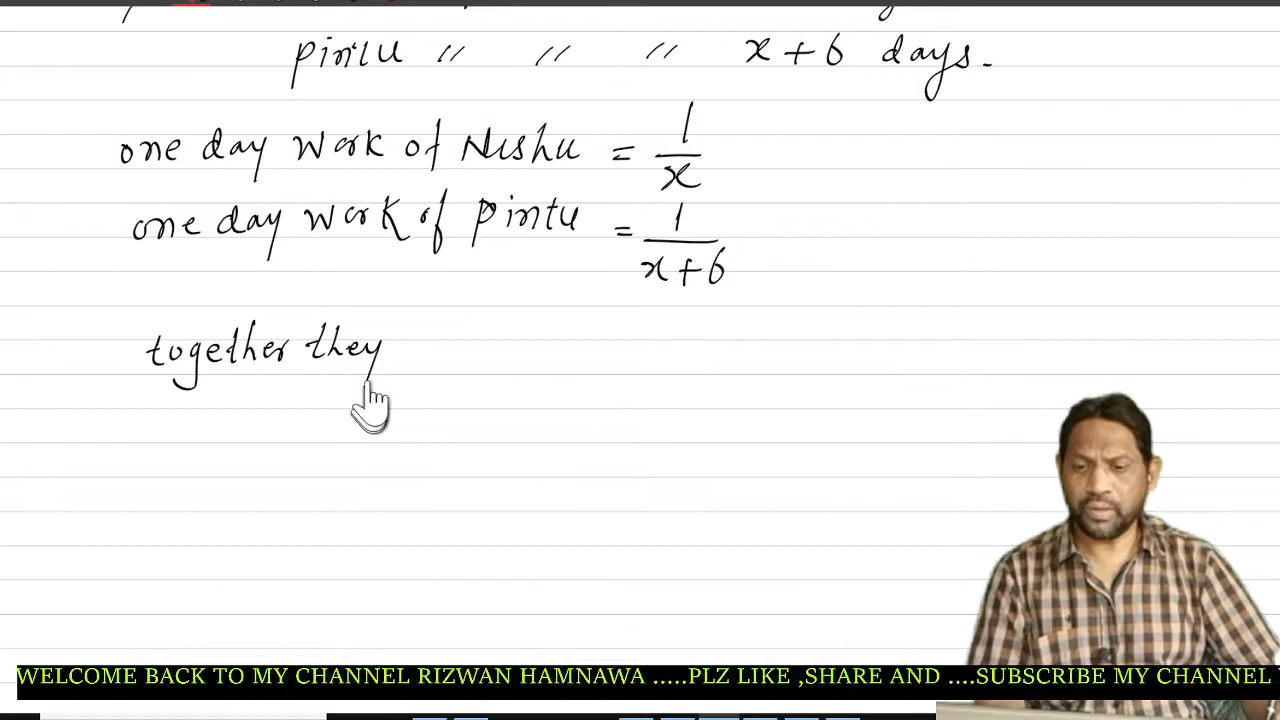 pintu " " " x+6 days.
one day work of Nishu = 1/x
one day work of pintu = 1/x+6
together they
WELCOME BACK TO MY CHANNEL RIZWAN HAMNAWA .....PLZ LIKE ,SHARE AND ....SUBSCRIBE MY CHANNEL